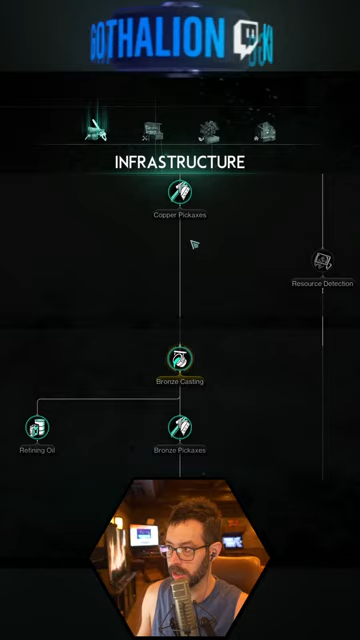 GOTHALION
INFRASTRUCTURE
Copper Pickaxes
Resource Detection
Bronze Casting
Refining Oil
Bronze Pickaxes